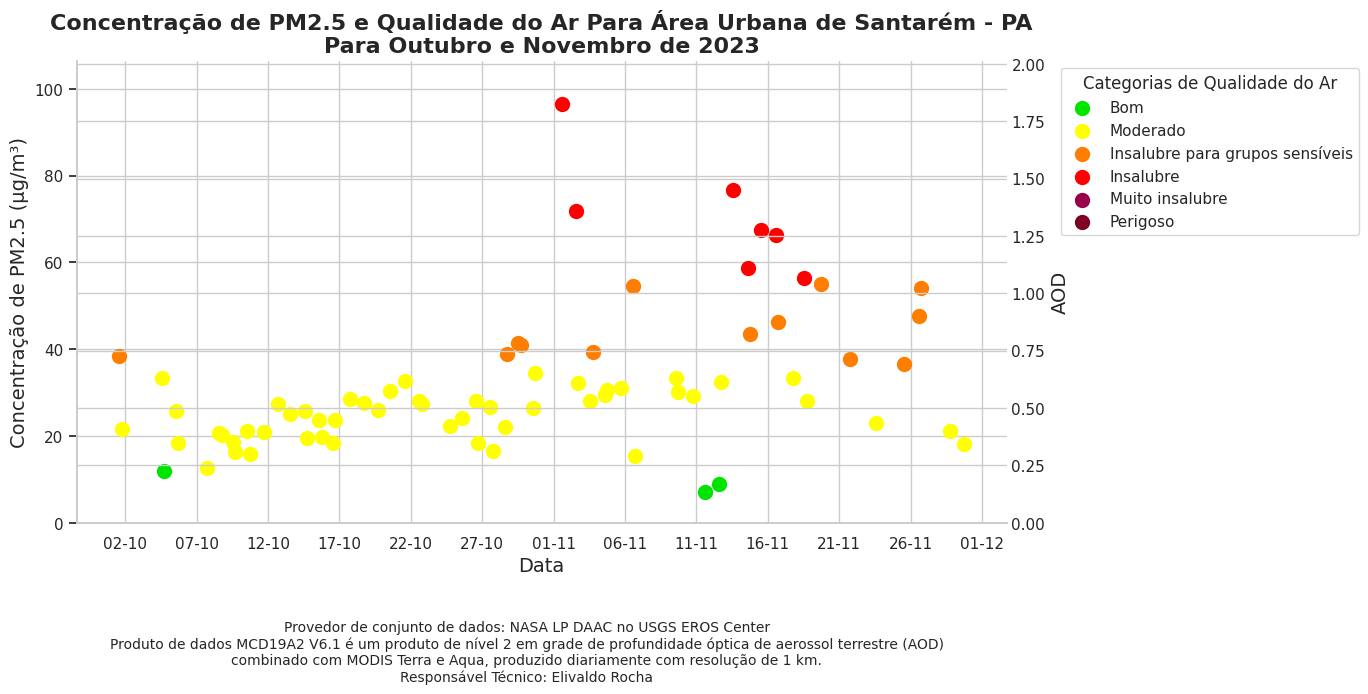 Concentração de PM2.5 e Qualidade do Ar Para Área Urbana de Santarém - PA
Para Outubro e Novembro de 2023
Concentração de PM2.5 (µg/m³)
100
80
60
40
20
0
2.00
1.75
1.50
1.25
1.00
0.75
0.50
0.25
0.00
AOD
02-10 07-10 12-10 17-10 22-10 27-10 01-11 06-11 11-11 16-11 21-11 26-11 01-12
Data
Categorias de Qualidade do Ar
Bom
Moderado
Insalubre para grupos sensíveis
Insalubre
Muito insalubre
Perigoso
Provedor de conjunto de dados: NASA LP DAAC no USGS EROS Center
Produto de dados MCD19A2 V6.1 é um produto de nível 2 em grade de profundidade óptica de aerossol terrestre (AOD)
combinado com MODIS Terra e Aqua, produzido diariamente com resolução de 1 km.
Responsável Técnico: Elivaldo Rocha